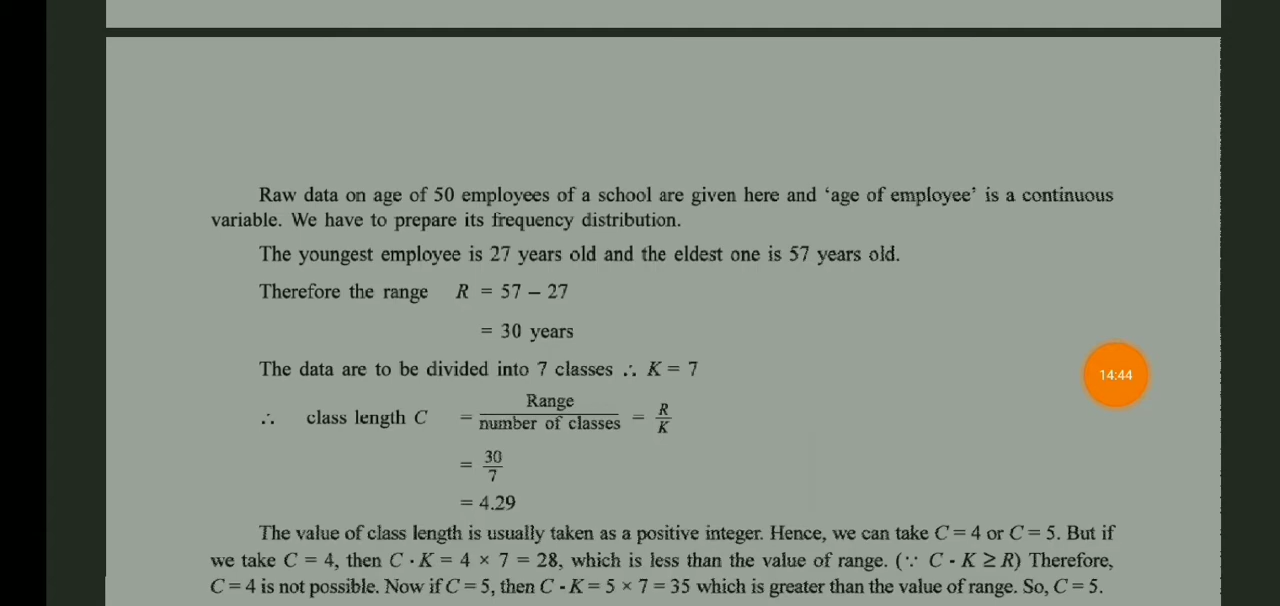 Raw data on age of 50 employees of a school are given here and ‘age of employee’ is a continuous
variable. We have to prepare its frequency distribution.
The youngest employee is 27 years old and the eldest one is 57 years old.
Therefore the range R = 57 – 27
= 30 years
The data are to be divided into 7 classes ∴ K = 7
∴ class length C = Range / number of classes = R / K
= 30 / 7
= 4.29
The value of class length is usually taken as a positive integer. Hence, we can take C = 4 or C = 5. But if
we take C = 4, then C · K = 4 × 7 = 28, which is less than the value of range. (∵ C · K ≥ R) Therefore,
C = 4 is not possible. Now if C = 5, then C · K = 5 × 7 = 35 which is greater than the value of range. So, C = 5.
14:44